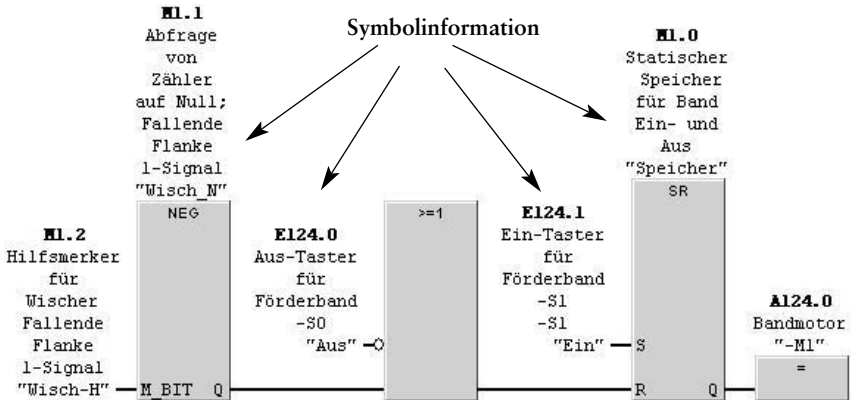 Symbolinformation
M1.1
Abfrage
von
Zähler
auf Null;
Fallende
Flanke
1-Signal
"Wisch_N"
NEG
M1.2
Hilfsmerker
für
Wischer
Fallende
Flanke
1-Signal
"Wisch-H"
M_BIT Q
E124.0
Aus-Taster
für
Förderband
-S0
"Aus"
>=1
E124.1
Ein-Taster
für
Förderband
-S1
-S1
"Ein"
M1.0
Statischer
Speicher
für Band
Ein- und
Aus
"Speicher"
SR
S
R Q
A124.0
Bandmotor
"-M1"
=